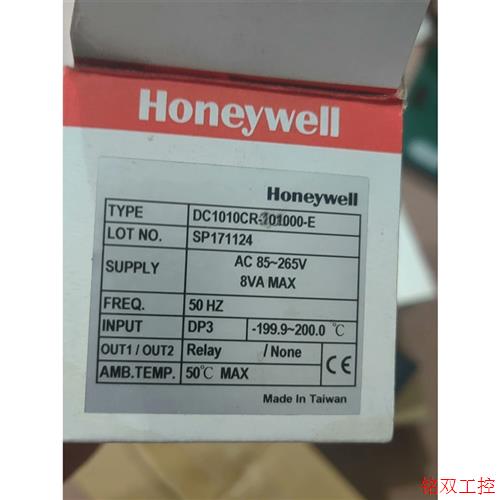 Honeywell
Honeywell
TYPE DC1010CR-301000-E
LOT NO. SP171124
SUPPLY AC 85~265V
8VA MAX
FREQ. 50 HZ
INPUT DP3 -199.9~200.0 ℃
OUT1 / OUT2 Relay / None
AMB.TEMP. 50℃ MAX
CE
Made In Taiwan
铭双工控